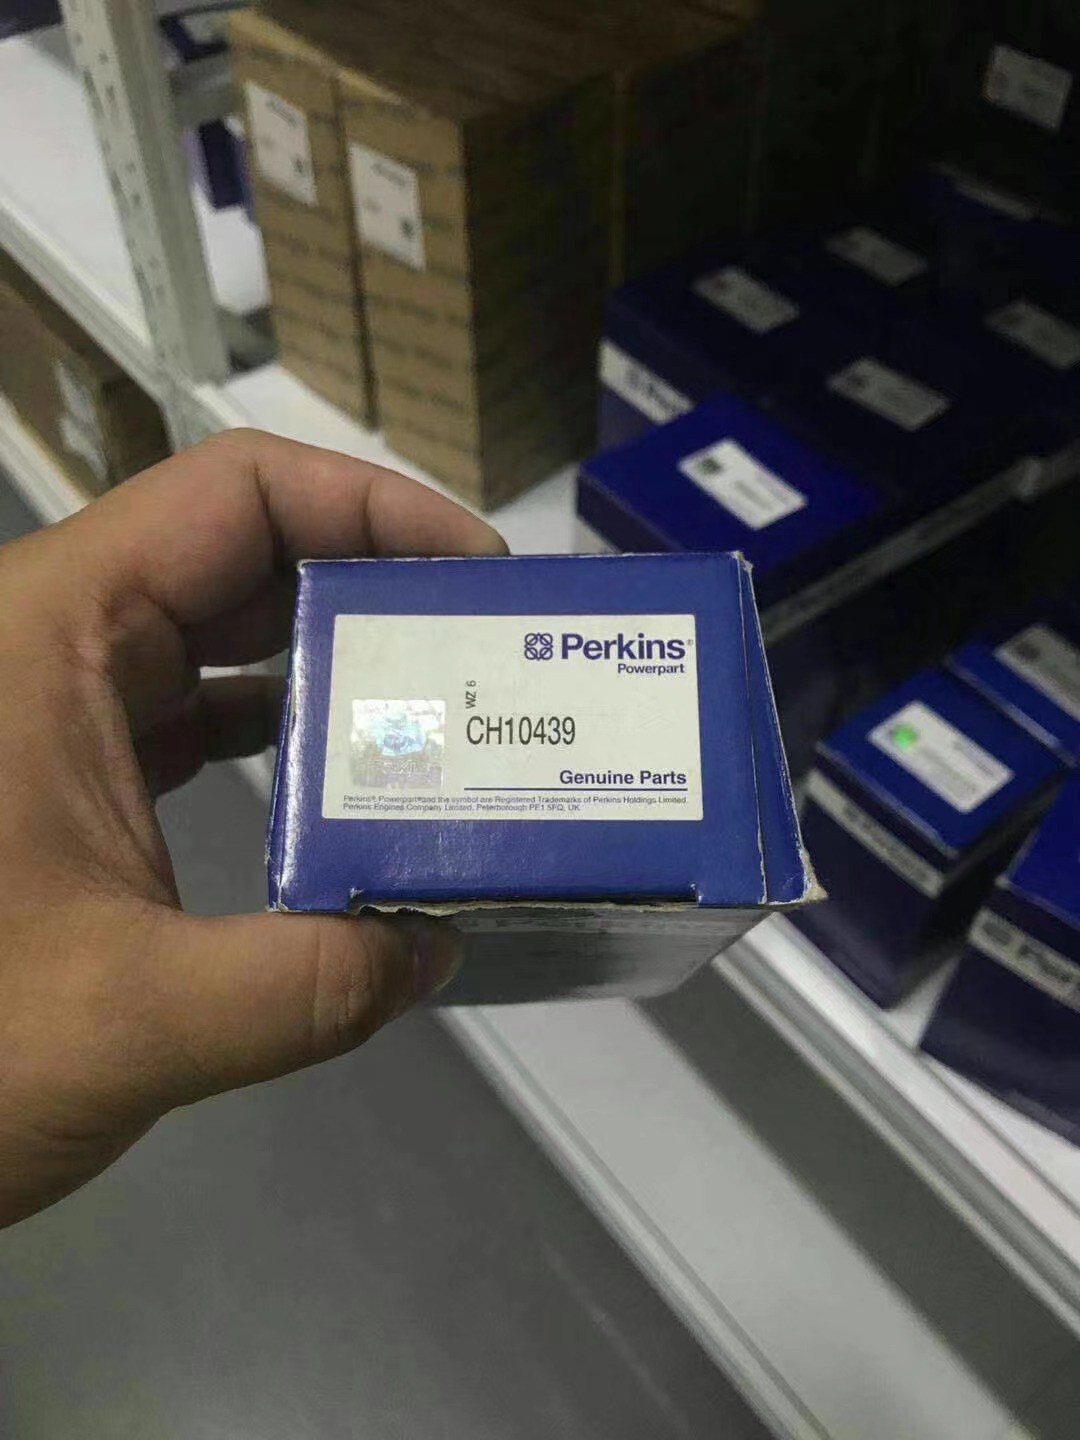 Perkins®
Powerpart
WZ 6
CH10439
Genuine Parts
Perkins® Powerpart® and the symbol are Registered Trademarks of Perkins Holdings Limited.
Perkins Engines Company Limited, Peterborough PE1 5FQ, UK